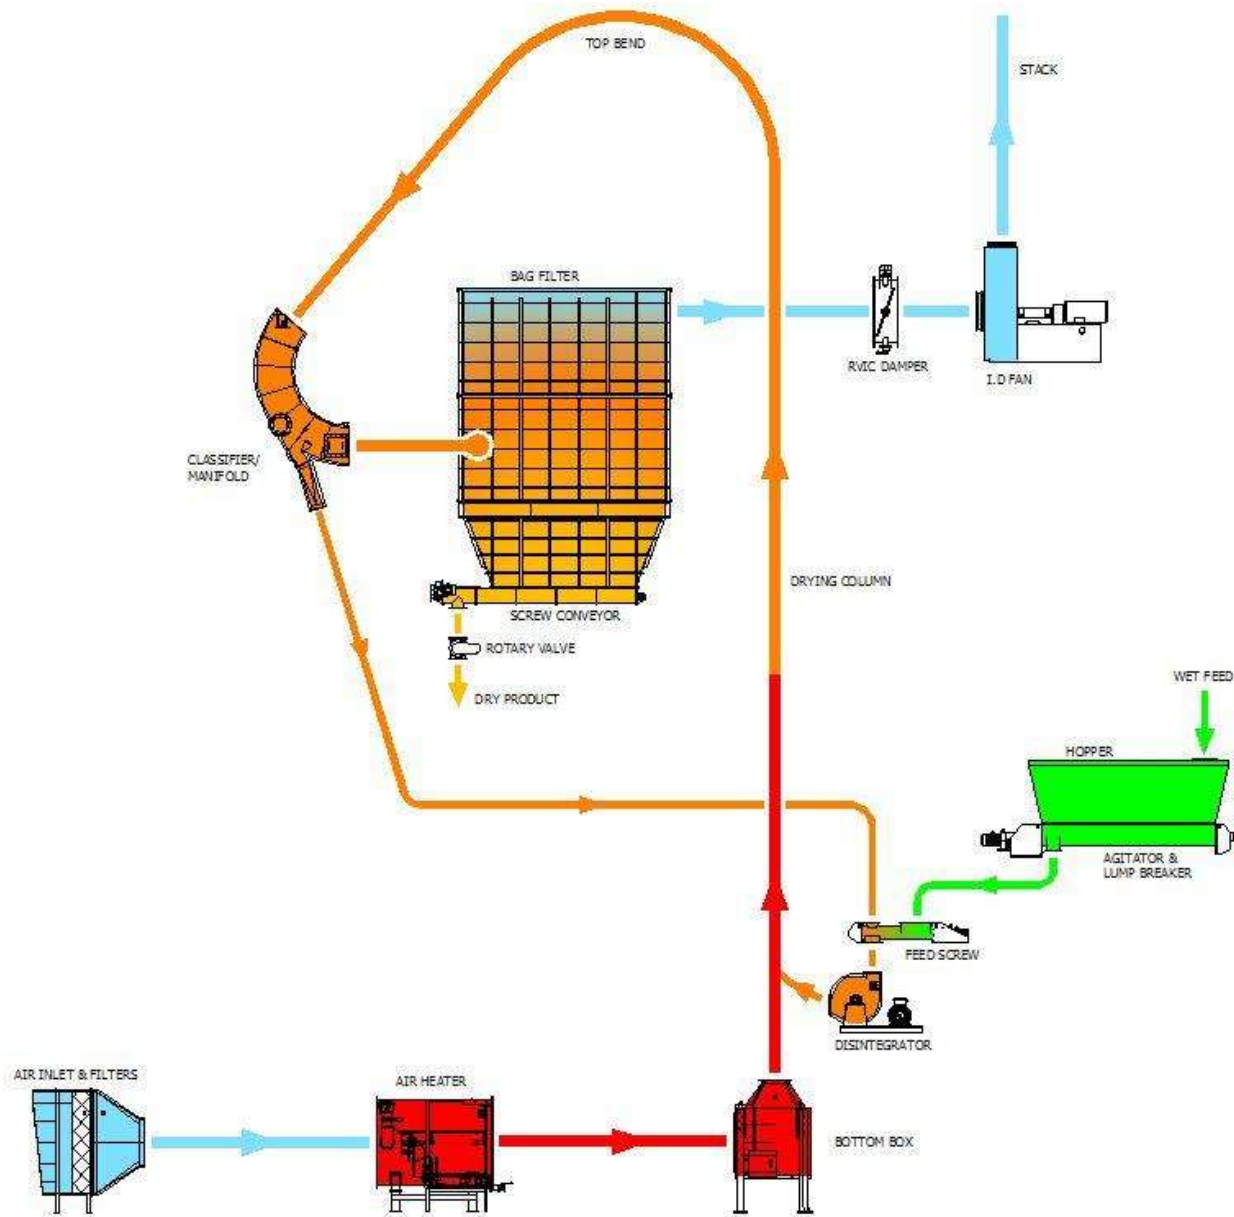 TOP BEND
STACK
BAG FILTER
RVIC DAMPER
I.D FAN
CLASSIFIER/
MANIFOLD
DRYING COLUMN
SCREW CONVEYOR
ROTARY VALVE
DRY PRODUCT
WET FEED
HOPPER
AGITATOR &
LUMP BREAKER
FEED SCREW
DISINTEGRATOR
AIR INLET & FILTERS
AIR HEATER
BOTTOM BOX